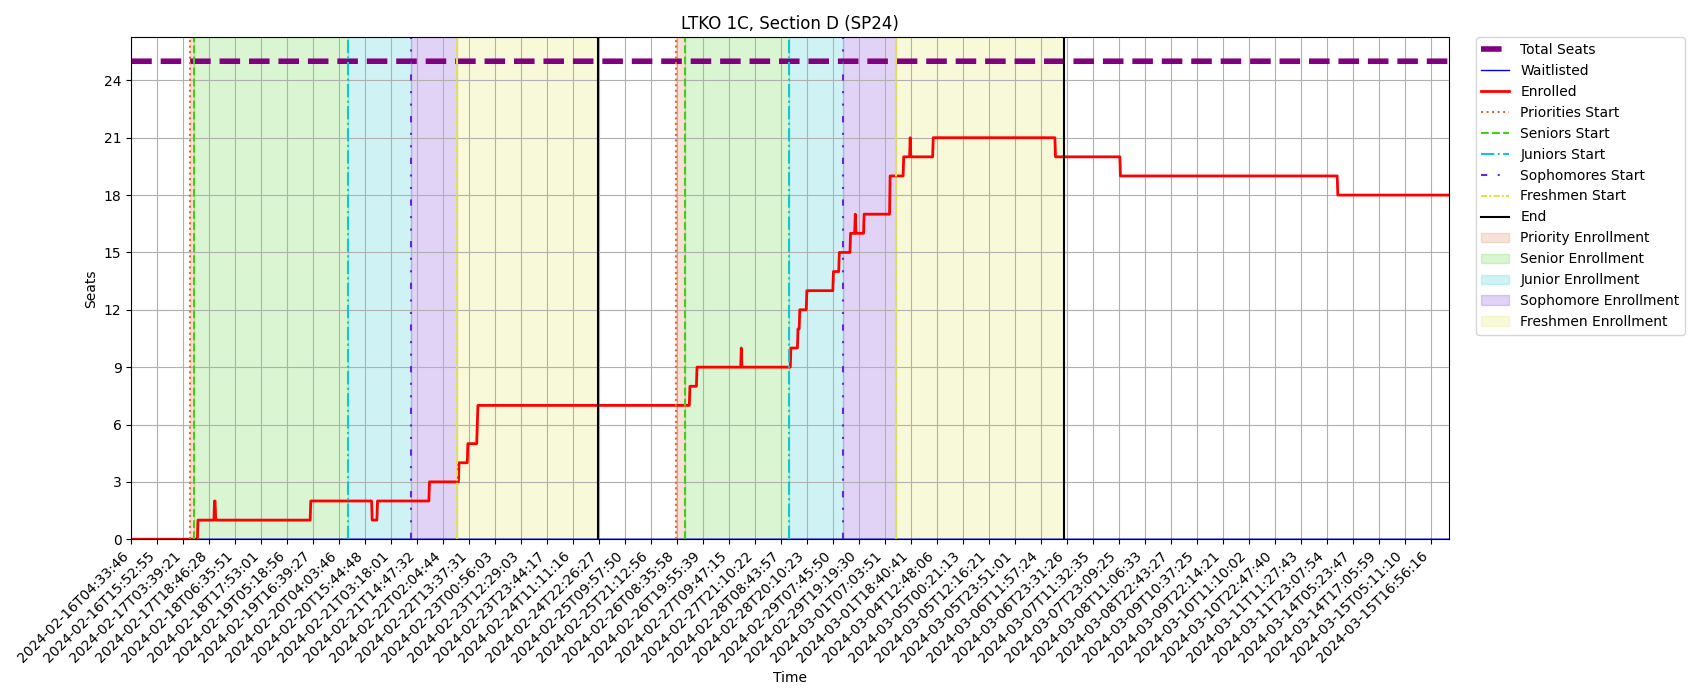 LTKO 1C, Section D (SP24)
Total Seats
Waitlisted
Enrolled
Priorities Start
Seniors Start
Juniors Start
Sophomores Start
Freshmen Start
End
Priority Enrollment
Senior Enrollment
Junior Enrollment
Sophomore Enrollment
Freshmen Enrollment
Seats
24
21
18
15
12
9
6
3
0
2024-02-16T04:33:46
2024-02-16T15:52:55
2024-02-17T03:39:21
2024-02-17T18:46:28
2024-02-18T06:35:51
2024-02-18T17:53:01
2024-02-19T05:18:56
2024-02-19T16:39:27
2024-02-20T04:03:46
2024-02-20T15:44:48
2024-02-21T03:18:01
2024-02-21T14:47:32
2024-02-22T02:04:44
2024-02-22T13:37:31
2024-02-23T00:56:03
2024-02-23T12:29:03
2024-02-23T23:44:17
2024-02-24T11:11:16
2024-02-24T22:26:27
2024-02-25T09:57:50
2024-02-25T21:12:56
2024-02-26T08:35:58
2024-02-26T19:55:39
2024-02-27T09:47:15
2024-02-27T21:10:22
2024-02-28T08:43:57
2024-02-28T20:10:23
2024-02-29T07:45:50
2024-02-29T19:19:30
2024-03-01T07:03:51
2024-03-01T18:40:41
2024-03-04T12:48:06
2024-03-05T00:21:13
2024-03-05T12:16:21
2024-03-05T23:51:01
2024-03-06T11:57:24
2024-03-06T23:31:26
2024-03-07T11:32:35
2024-03-07T23:09:25
2024-03-08T11:06:33
2024-03-08T22:43:27
2024-03-09T10:37:25
2024-03-09T22:14:21
2024-03-10T11:10:02
2024-03-10T22:47:40
2024-03-11T11:27:43
2024-03-11T23:07:54
2024-03-14T05:23:47
2024-03-14T17:05:59
2024-03-15T05:11:10
2024-03-15T16:56:16
Time